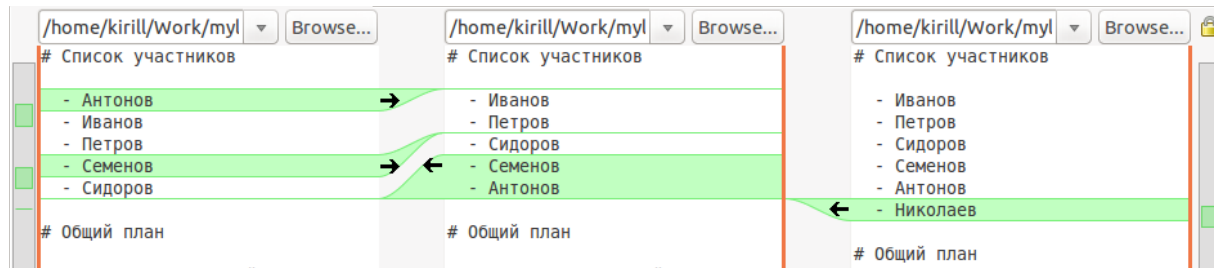 /home/kirill/Work/myl Browse...
# Список участников
- Антонов
- Иванов
- Петров
- Семенов
- Сидоров
# Общий план
/home/kirill/Work/myl Browse...
# Список участников
- Иванов
- Петров
- Сидоров
- Семенов
- Антонов
# Общий план
/home/kirill/Work/myl Browse...
# Список участников
- Иванов
- Петров
- Сидоров
- Семенов
- Антонов
- Николаев
# Общий план